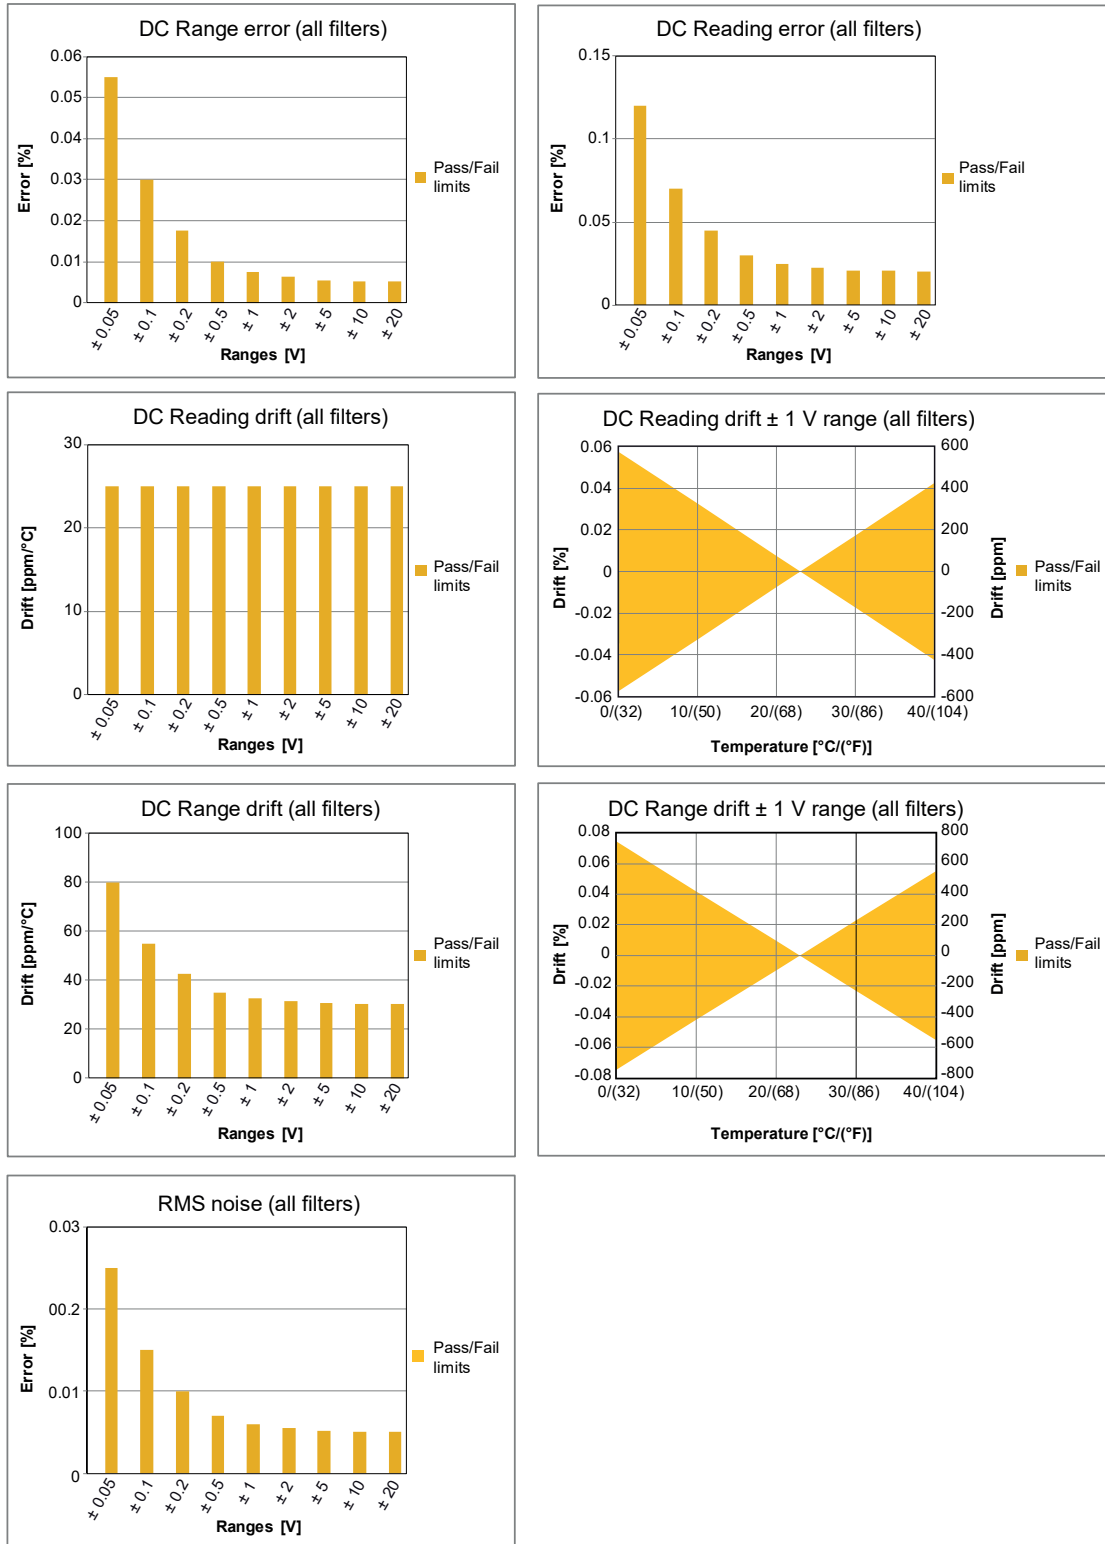 DC Range error (all filters)
0.06
0.05
0.04
0.03
0.02
0.01
0
Error [%]
± 0.05
± 0.1
± 0.2
± 0.5
± 1
± 2
± 5
± 10
± 20
Ranges [V]
Pass/Fail
limits
DC Reading error (all filters)
0.15
0.1
0.05
0
Error [%]
± 0.05
± 0.1
± 0.2
± 0.5
± 1
± 2
± 5
± 10
± 20
Ranges [V]
Pass/Fail
limits
DC Reading drift (all filters)
30
20
10
0
Drift [ppm/°C]
± 0.05
± 0.1
± 0.2
± 0.5
± 1
± 2
± 5
± 10
± 20
Ranges [V]
Pass/Fail
limits
DC Reading drift ± 1 V range (all filters)
0.06
0.04
0.02
0
-0.02
-0.04
-0.06
Drift [%]
600
400
200
0
-200
-400
-600
Drift [ppm]
0/(32) 10/(50) 20/(68) 30/(86) 40/(104)
Temperature [°C/(°F)]
Pass/Fail
limits
DC Range drift (all filters)
100
80
60
40
20
0
Drift [ppm/°C]
± 0.05
± 0.1
± 0.2
± 0.5
± 1
± 2
± 5
± 10
± 20
Ranges [V]
Pass/Fail
limits
DC Range drift ± 1 V range (all filters)
0.08
0.06
0.04
0.02
0
-0.02
-0.04
-0.06
-0.08
Drift [%]
800
600
400
200
0
-200
-400
-600
-800
Drift [ppm]
0/(32) 10/(50) 20/(68) 30/(86) 40/(104)
Temperature [°C/(°F)]
Pass/Fail
limits
RMS noise (all filters)
0.03
00.2
0.01
0
Error [%]
± 0.05
± 0.1
± 0.2
± 0.5
± 1
± 2
± 5
± 10
± 20
Ranges [V]
Pass/Fail
limits